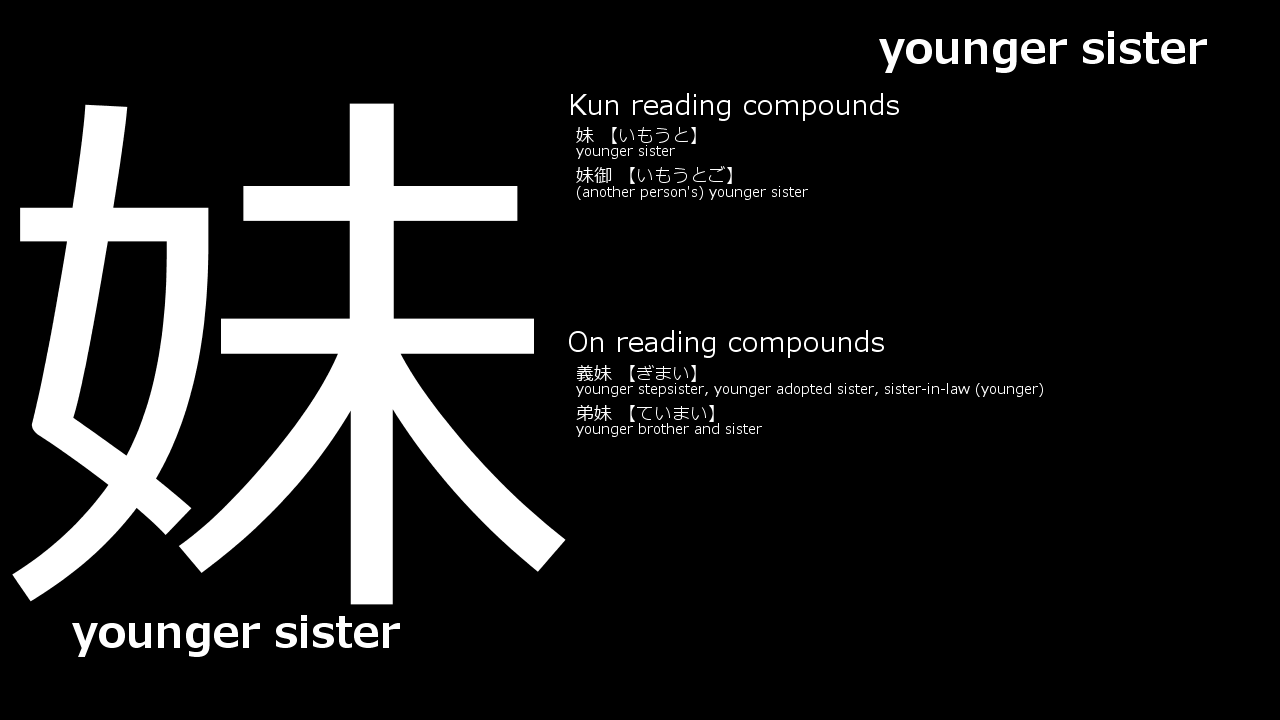 younger sister
妹
Kun reading compounds
妹 【いもうと】
younger sister
妹御 【いもうとご】
(another person's) younger sister
On reading compounds
義妹 【ぎまい】
younger stepsister, younger adopted sister, sister-in-law (younger)
弟妹 【ていまい】
younger brother and sister
younger sister